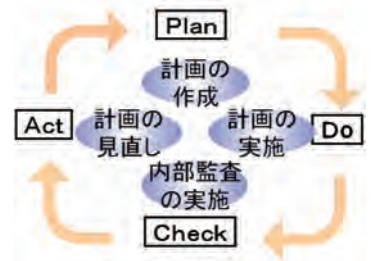 Plan
計画の
作成
Act
計画の
見直し
計画の
実施
Do
内部監査
の実施
Check